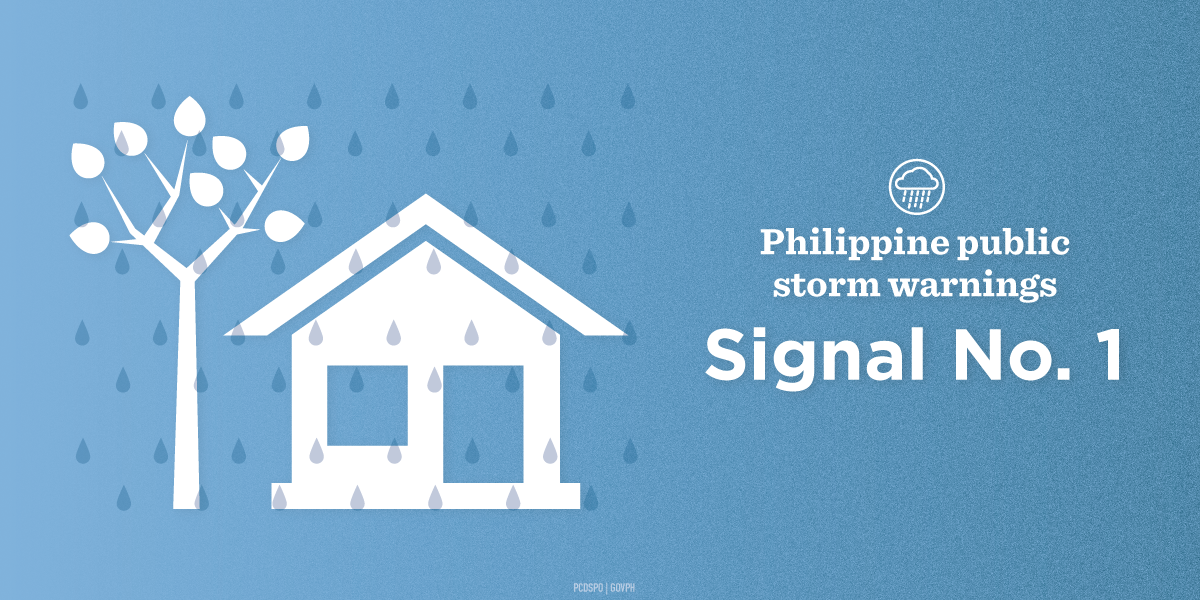 Philippine public
storm warnings
Signal No. 1
PCDSPO | GOVPH